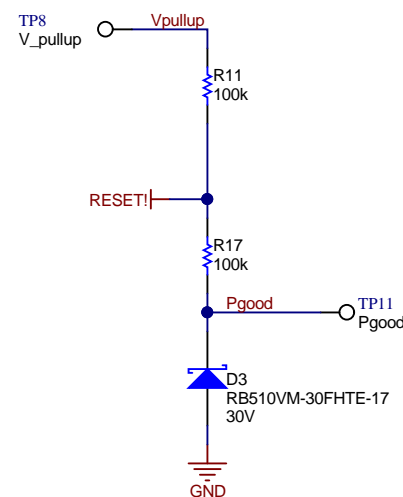 TP8
V_pullup
Vpullup
R11
100k
RESET!
R17
100k
Pgood
TP11
Pgood
D3
RB510VM-30FHTE-17
30V
GND